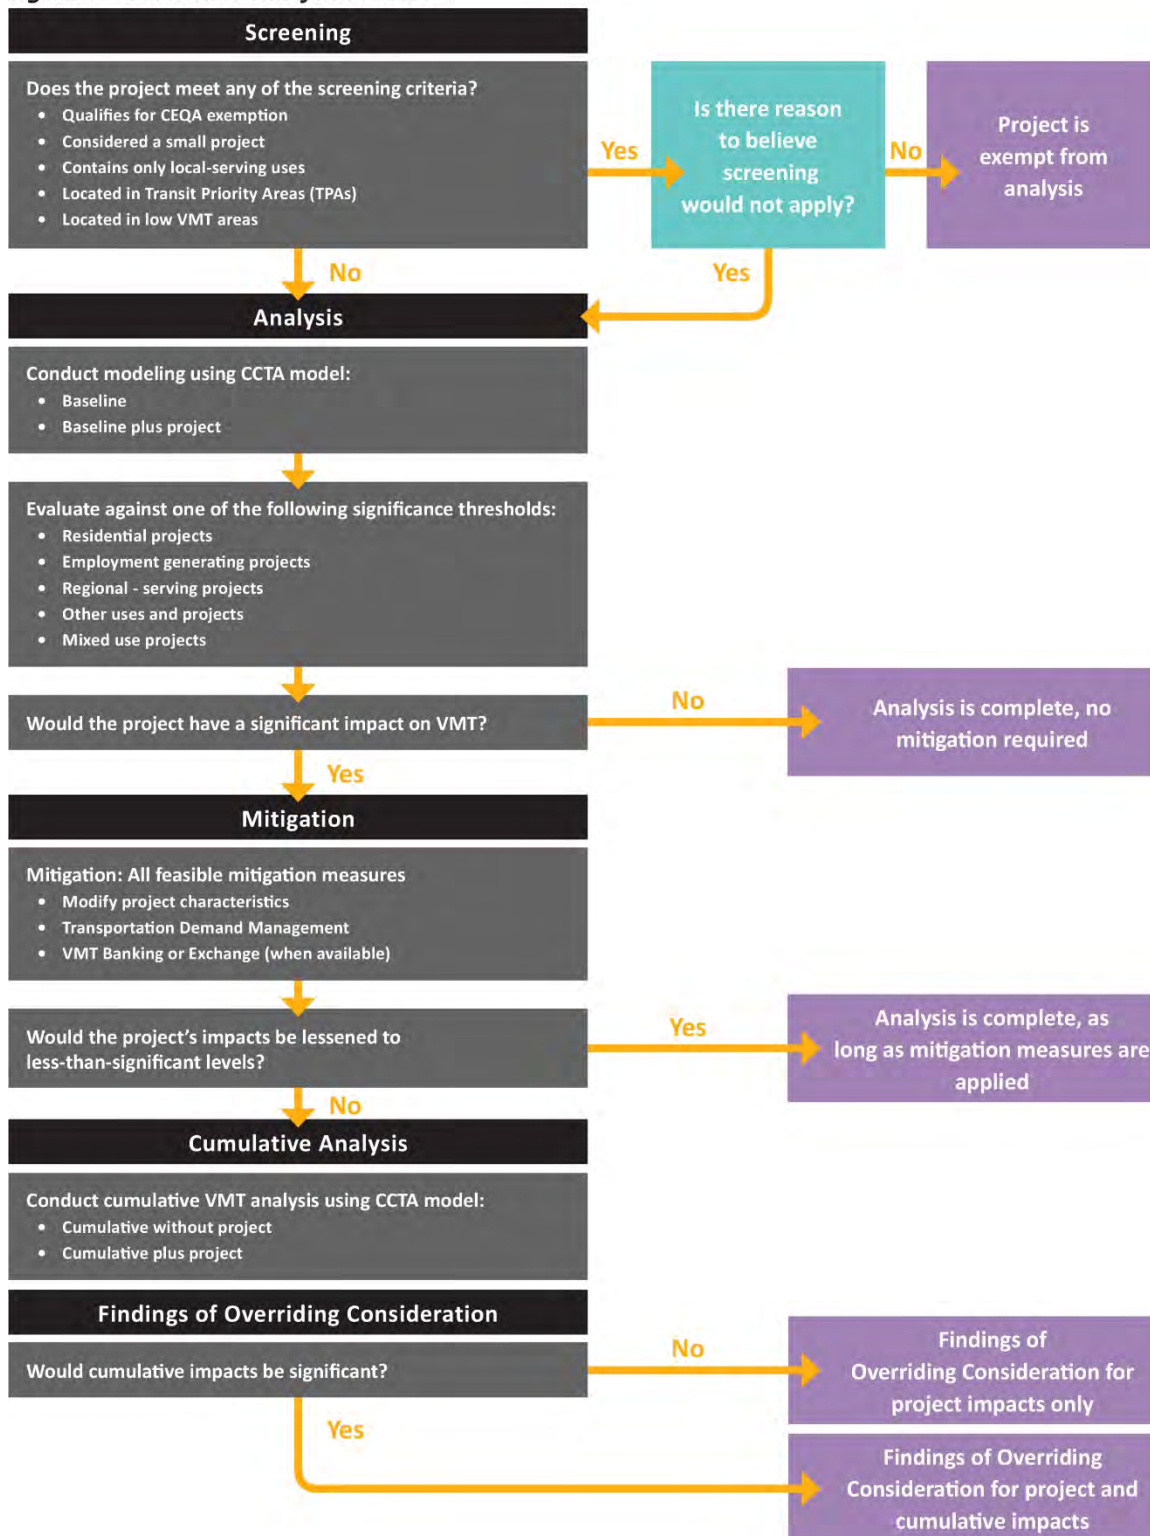 Screening
Does the project meet any of the screening criteria?
• Qualifies for CEQA exemption
• Considered a small project
• Contains only local-serving uses
• Located in Transit Priority Areas (TPAs)
• Located in low VMT areas
Yes
Is there reason
to believe
screening
would not apply?
No
Project is
exempt from
analysis
No
Yes
Analysis
Conduct modeling using CCTA model:
• Baseline
• Baseline plus project
Evaluate against one of the following significance thresholds:
• Residential projects
• Employment generating projects
• Regional - serving projects
• Other uses and projects
• Mixed use projects
Would the project have a significant impact on VMT?
No
Analysis is complete, no
mitigation required
Yes
Mitigation
Mitigation: All feasible mitigation measures
• Modify project characteristics
• Transportation Demand Management
• VMT Banking or Exchange (when available)
Would the project's impacts be lessened to
less-than-significant levels?
Yes
Analysis is complete, as
long as mitigation measures are
applied
No
Cumulative Analysis
Conduct cumulative VMT analysis using CCTA model:
• Cumulative without project
• Cumulative plus project
Findings of Overriding Consideration
Would cumulative impacts be significant?
No
Findings of
Overriding Consideration for
project impacts only
Yes
Findings of Overriding
Consideration for project and
cumulative impacts